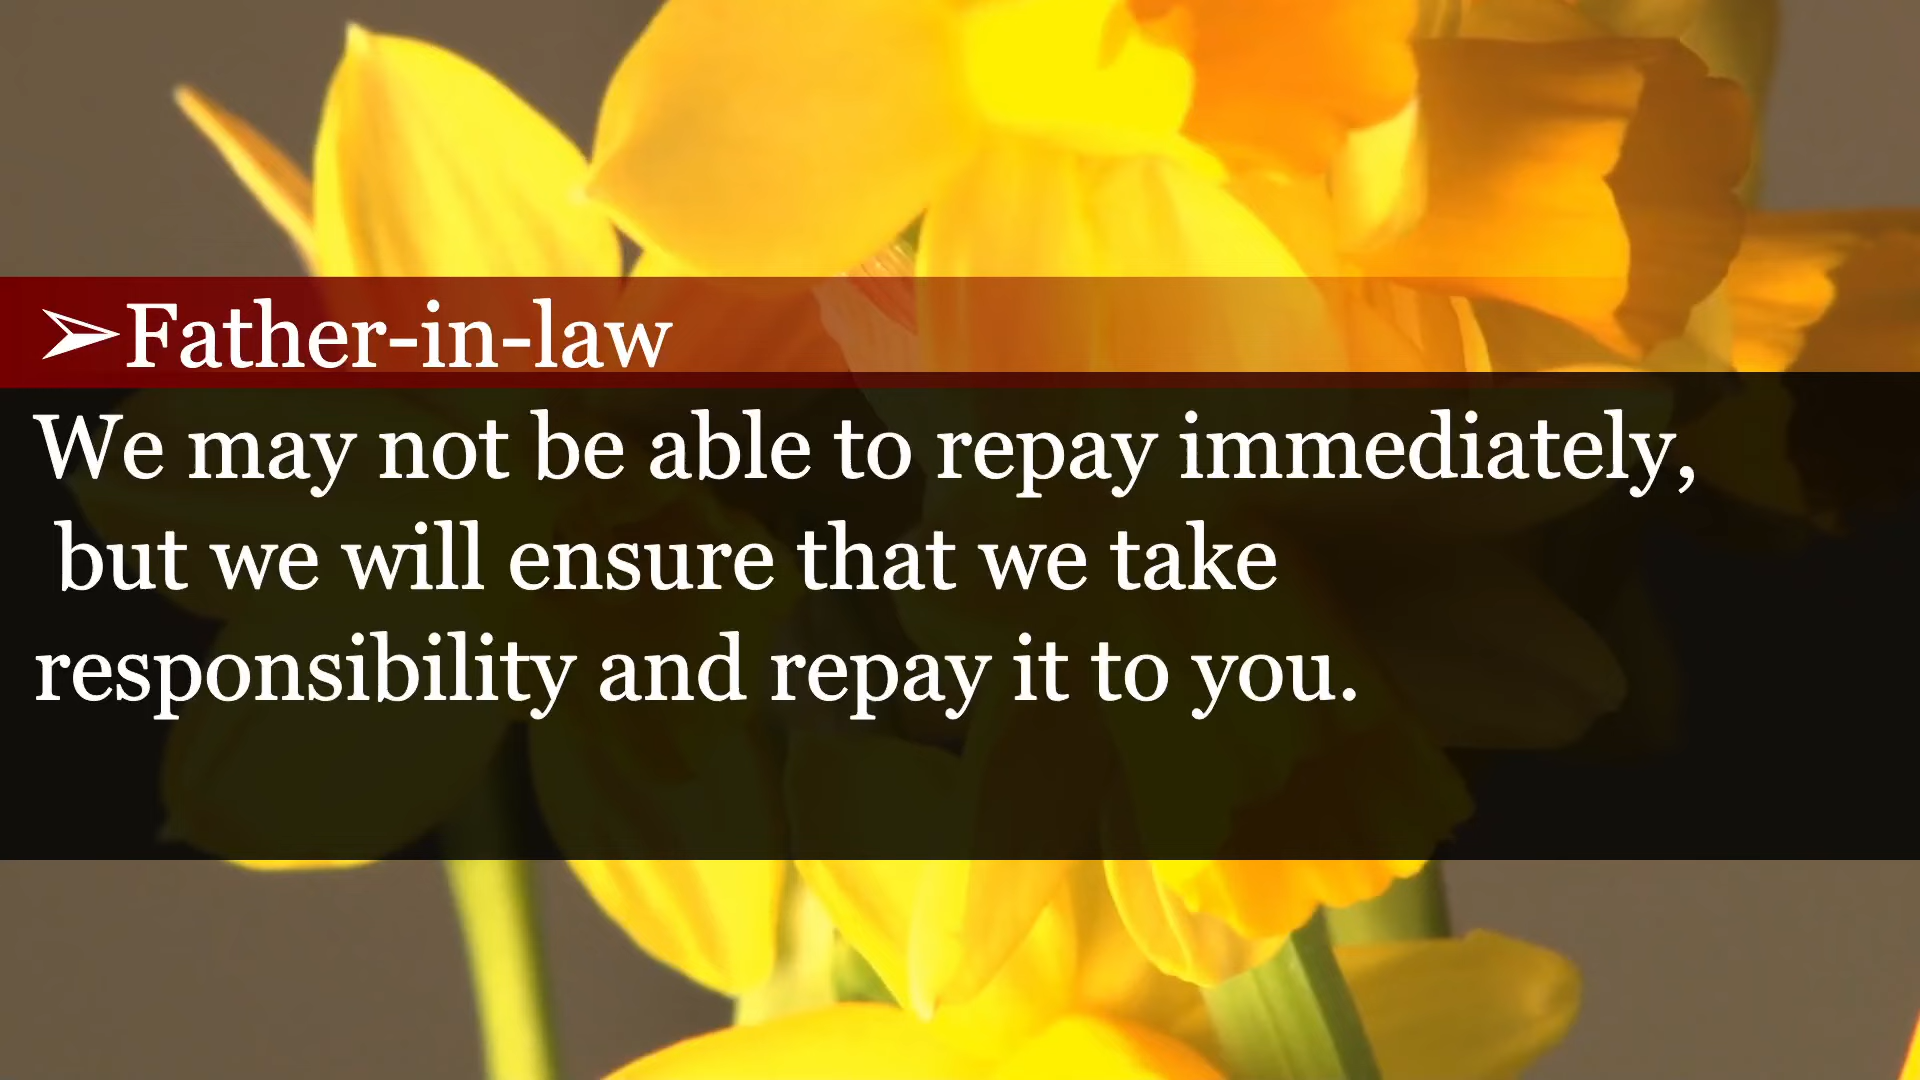 ➢Father-in-law
We may not be able to repay immediately,
but we will ensure that we take
responsibility and repay it to you.